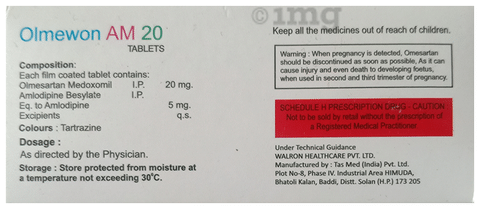 1mg
Olmewon AM 20
TABLETS
Composition:
Each film coated tablet contains:
Olmesartan Medoxomil I.P. 20 mg.
Amlodipine Besylate I.P.
Eq. to Amlodipine 5 mg.
Excipients q.s.
Colours : Tartrazine
Dosage :
As directed by the Physician.
Storage : Store protected from moisture at
a temperature not exceeding 30°C.
Keep all the medicines out of reach of children.
Warning : When pregnancy is detected, Omesartan
should be discontinued as soon as possible, As it can
cause injury and even death to developing foetus,
when used in second and third trimester of pregnancy.
SCHEDULE H PRESCRIPTION DRUG - CAUTION
Not to be sold by retail without the prescription of
a Registered Medical Practitioner
Under Technical Guidance
WALRON HEALTHCARE PVT. LTD.
Manufactured by : Tas Med (India) Pvt. Ltd.
Plot No-8, Phase IV. Industrial Area HIMUDA,
Bhatoli Kalan, Baddi, Distt. Solan (H.P.) 173 205